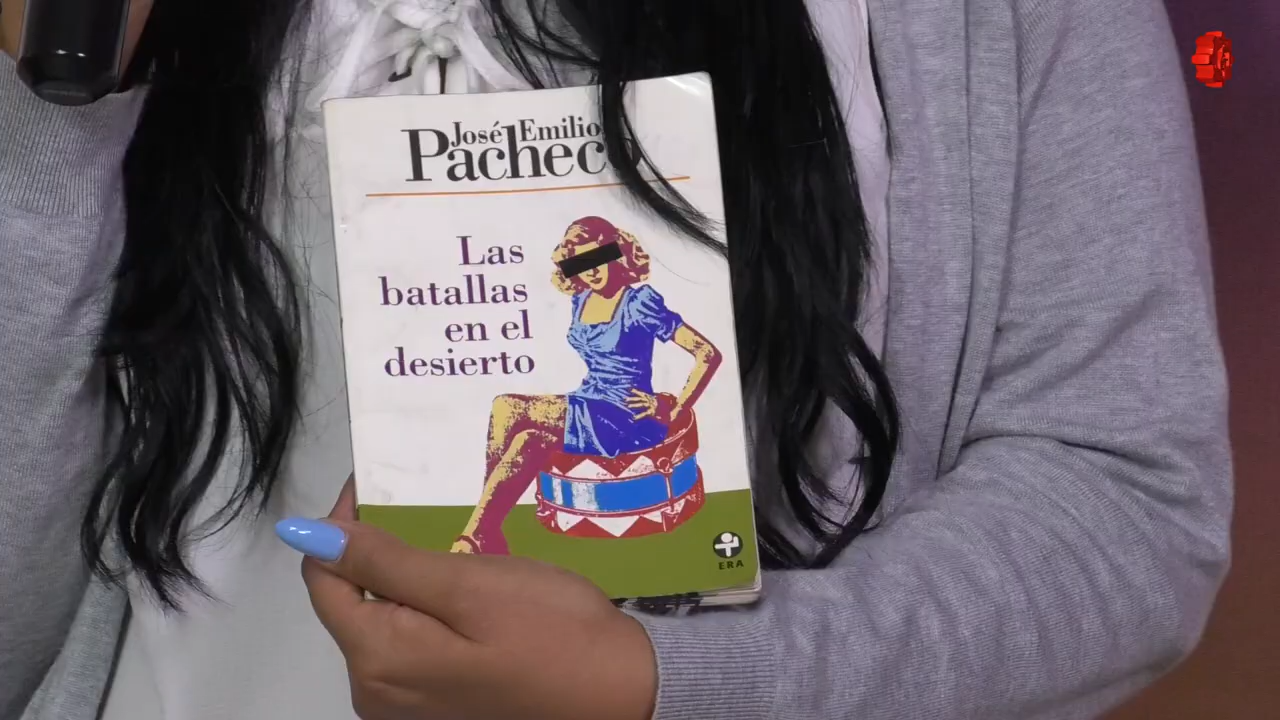 José Emilio
Pacheco
Las
batallas
en el
desierto
ERA